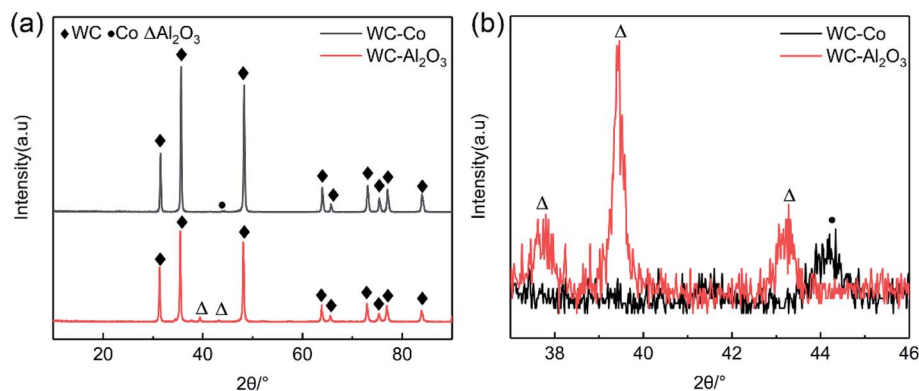 (a)
♦ WC ● Co Δ Al₂O₃
WC-Co
WC-Al₂O₃
Intensity(a.u)
Δ Δ
20 40 60 80
2θ/°
(b)
WC-Co
WC-Al₂O₃
Intensity(a.u)
Δ
Δ
Δ
38 40 42 44 46
2θ/°